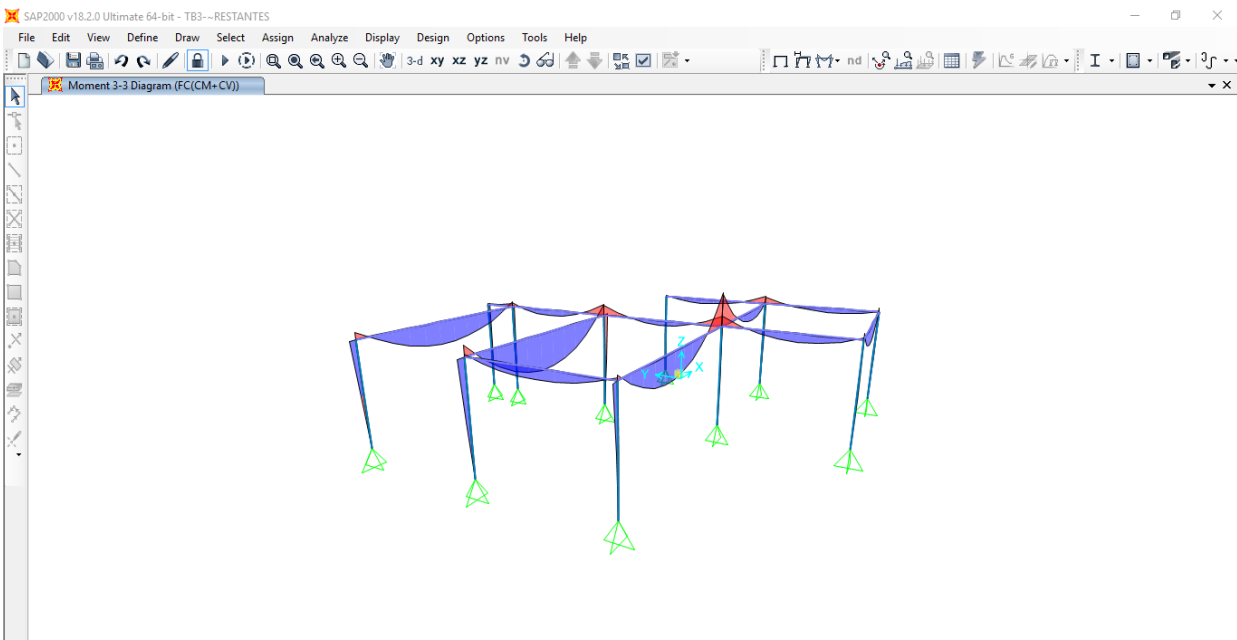 SAP2000 v18.2.0 Ultimate 64-bit - TB3-~RESTANTES
File Edit View Define Draw Select Assign Analyze Display Design Options Tools Help
3-d xy xz yz nv nd
Moment 3-3 Diagram (FC(CM+CV))
Z
Y X